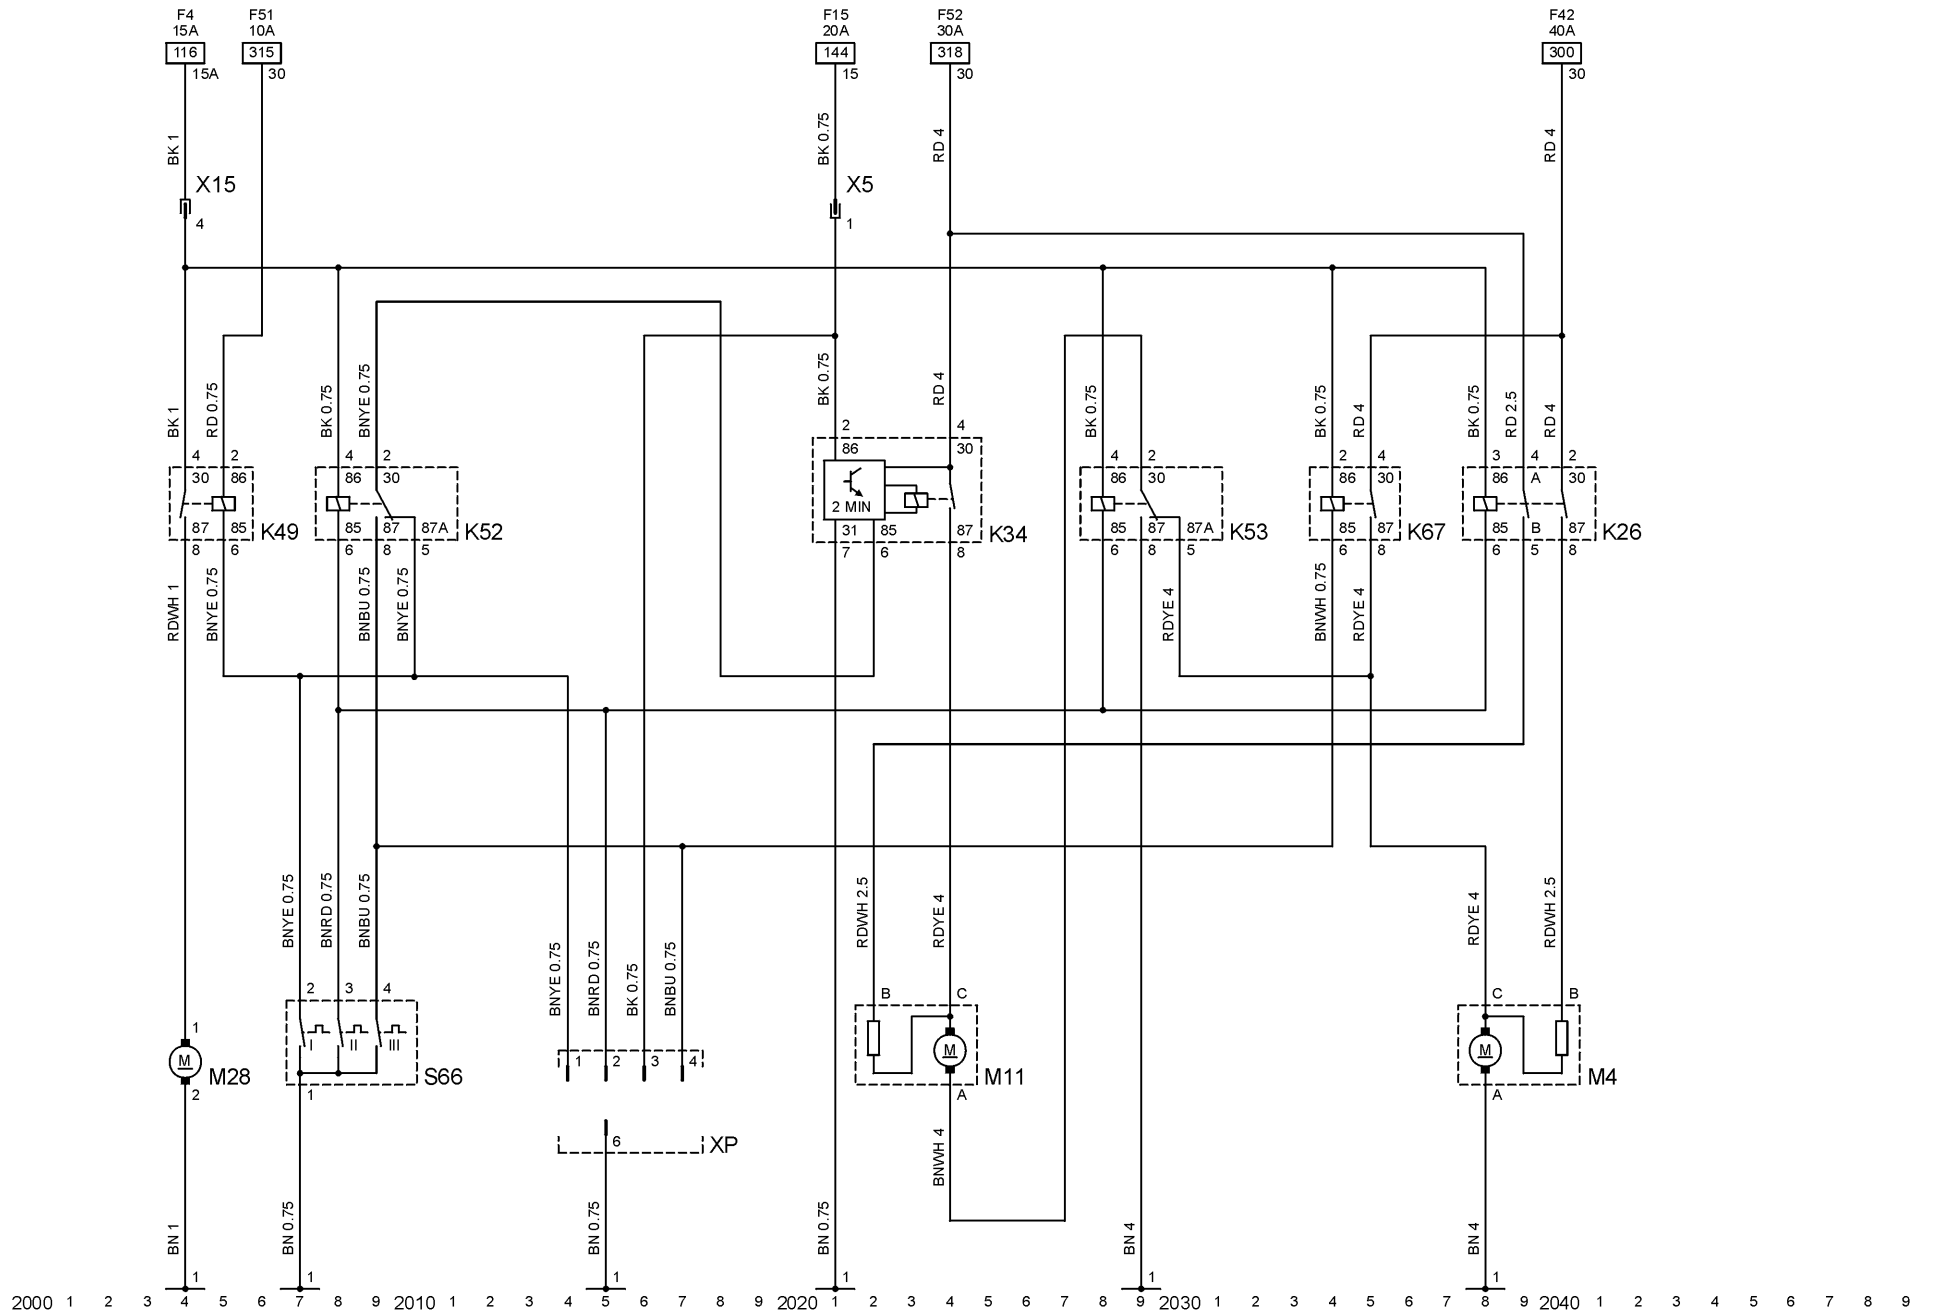 F4 F51 F15 F52 F42
15A 10A 20A 30A 40A
116 315 144 318 300
15A 30 15 30 30
BK 1 BK 0.75 RD 4 RD 4
X15 X5
4 1
BK 1 RD 0.75 BK 0.75 BNYE 0.75 BK 0.75 RD 4 BK 0.75 BK 0.75 RD 4 BK 0.75 RD 2.5 RD 4
2 4
86 30
4 2 4 2 4 2 2 4 3 4 2
30 86 86 30 86 30 86 30 86 A 30
2 MIN
87 85 85 87 87A 31 85 87 85 87 87A 85 87 85 B 87
K49 K52 K34 K53 K67 K26
8 6 6 8 5 7 6 8 6 8 5 6 8 6 5 8
RDWH 1 BNYE 0.75 BNBU 0.75 BNYE 0.75 RDYE 4 BNWH 0.75 RDYE 4
BNYE 0.75 BNRD 0.75 BNBU 0.75 BNYE 0.75 BNRD 0.75 BK 0.75 BNBU 0.75 RDWH 2.5 RDYE 4 RDYE 4 RDWH 2.5
2 3 4 B C C B
1
I II III
M M M
1 2 3 4
M28 S66 M11 M4
2 1 A A
6 XP
BNWH 4
BN 1 BN 0.75 BN 0.75 BN 0.75 BN 4 BN 4
1 1 1 1 1 1
2000 1 2 3 4 5 6 7 8 9 2010 1 2 3 4 5 6 7 8 9 2020 1 2 3 4 5 6 7 8 9 2030 1 2 3 4 5 6 7 8 9 2040 1 2 3 4 5 6 7 8 9